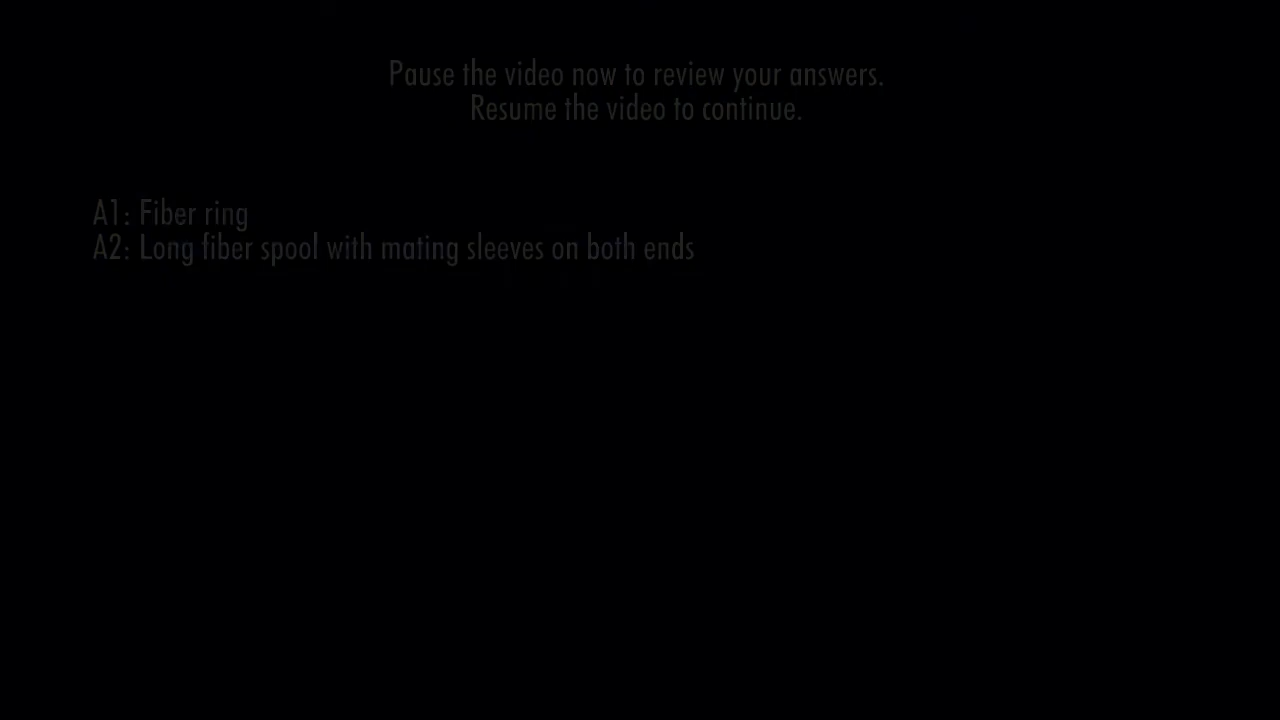 Pause the video now to review your answers.
Resume the video to continue.
A1: Fiber ring
A2: Long fiber spool with mating sleeves on both ends